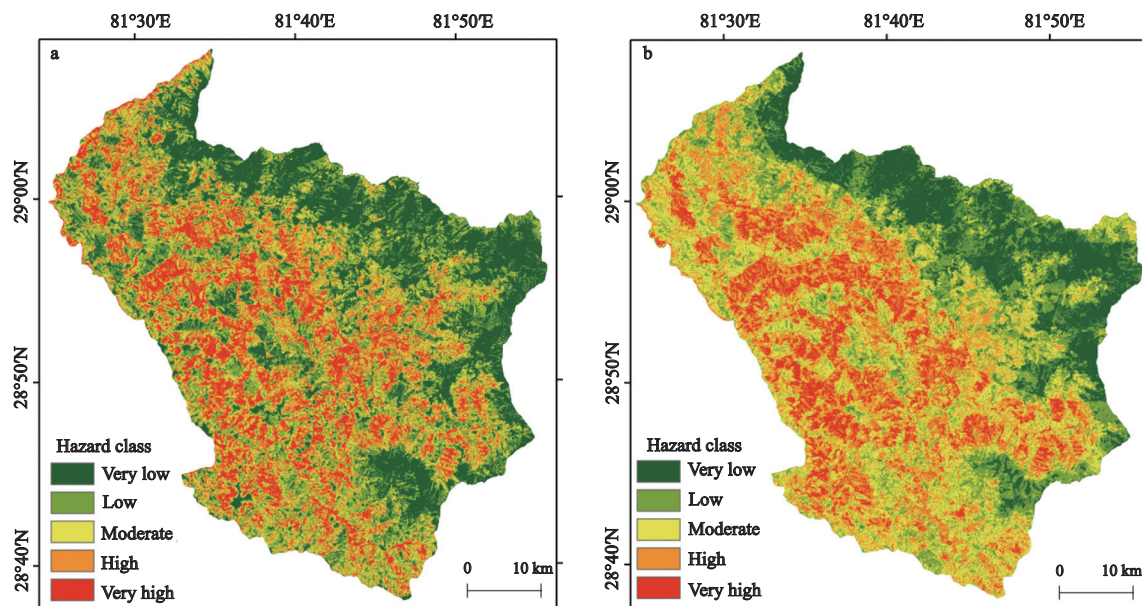 81°30′E 81°40′E 81°50′E
a
29°00′N
28°50′N
28°40′N
Hazard class
Very low
Low
Moderate
High
Very high
0 10 km
81°30′E 81°40′E 81°50′E
b
29°00′N
28°50′N
28°40′N
Hazard class
Very low
Low
Moderate
High
Very high
0 10 km